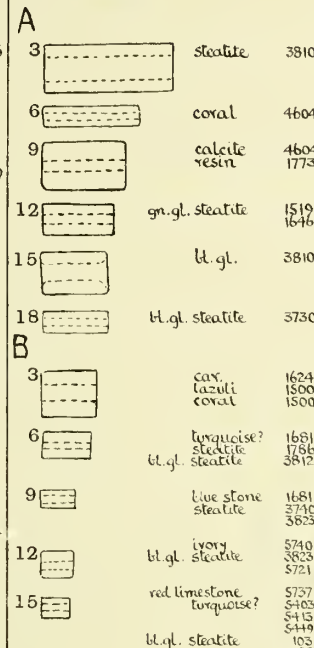 A
3 steatite 3810
6 coral 4604
9 calcite 4604
resin 1773
12 gn.gl. steatite 1519
1646
15 bl.gl. 3810
18 bl.gl. steatite 3730
B
3 car. 1624
lazuli 1500
coral 1500
6 turquoise? 1681
steatite 1786
bl.gl. steatite 3812
9 blue stone 1681
steatite 3740
3823
12 ivory 5740
bl.gl. steatite 3823
5721
15 red limestone 5737
turquoise? 5403
5413
5449
bl.gl. steatite 103